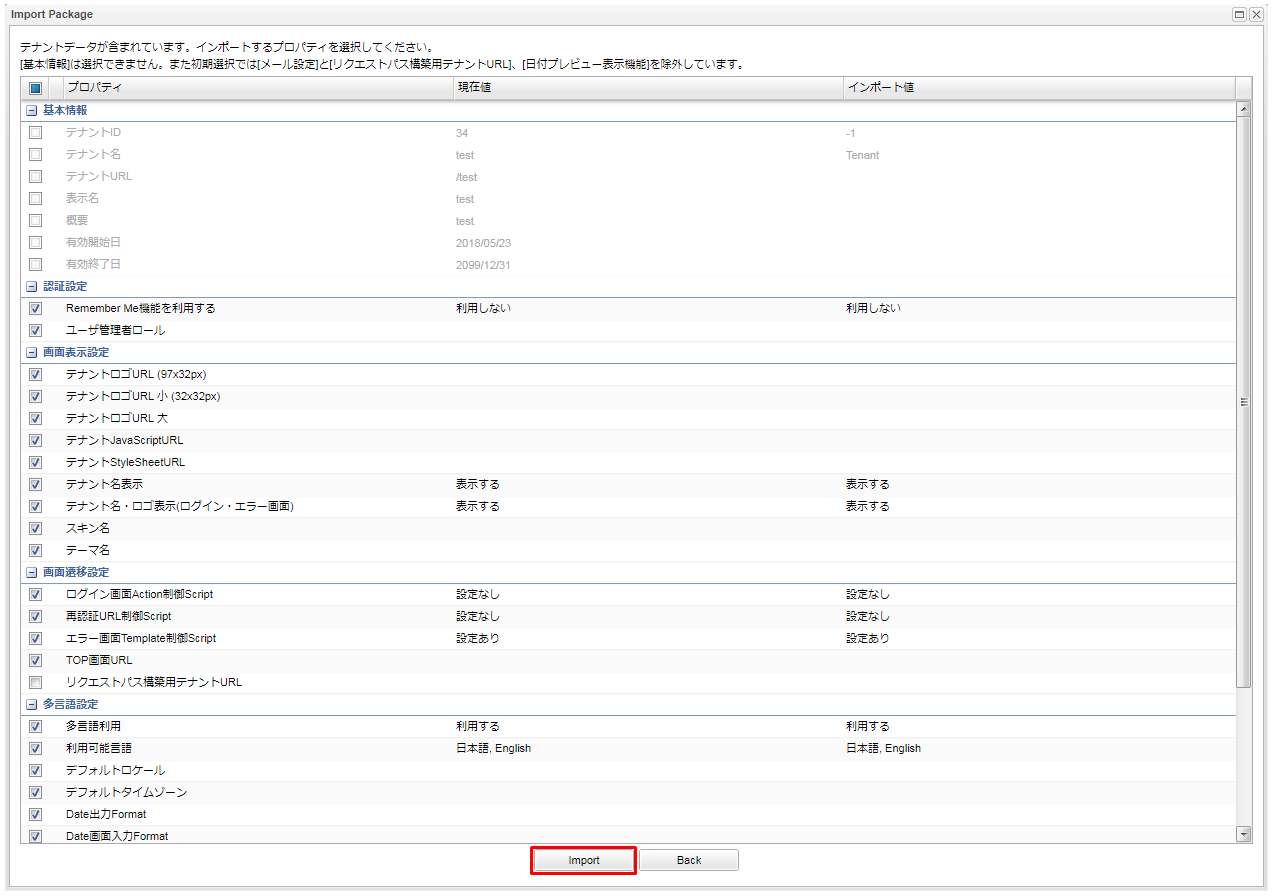 Import Package
テナントデータが含まれています。インポートするプロパティを選択してください。
[基本情報]は選択できません。また初期選択では[メール設定]と[リクエストパス構築用テナントURL]、[日付プレビュー表示機能]を除外しています。
プロパティ 現在値 インポート値
基本情報
テナントID 34 -1
テナント名 test Tenant
テナントURL /test
表示名 test
概要 test
有効開始日 2018/05/23
有効終了日 2099/12/31
認証設定
Remember Me機能を利用する 利用しない 利用しない
ユーザ管理者ロール
画面表示設定
テナントロゴURL (97x32px)
テナントロゴURL 小 (32x32px)
テナントロゴURL 大
テナントJavaScriptURL
テナントStyleSheetURL
テナント名表示 表示する 表示する
テナント名・ロゴ表示(ログイン・エラー画面) 表示する 表示する
スキン名
テーマ名
画面遷移設定
ログイン画面Action制御Script 設定なし 設定なし
再認証URL制御Script 設定なし 設定なし
エラー画面Template制御Script 設定あり 設定あり
TOP画面URL
リクエストパス構築用テナントURL
多言語設定
多言語利用 利用する 利用する
利用可能言語 日本語, English 日本語, English
デフォルトロケール
デフォルトタイムゾーン
Date出力Format
Date画面入力Format
Import Back